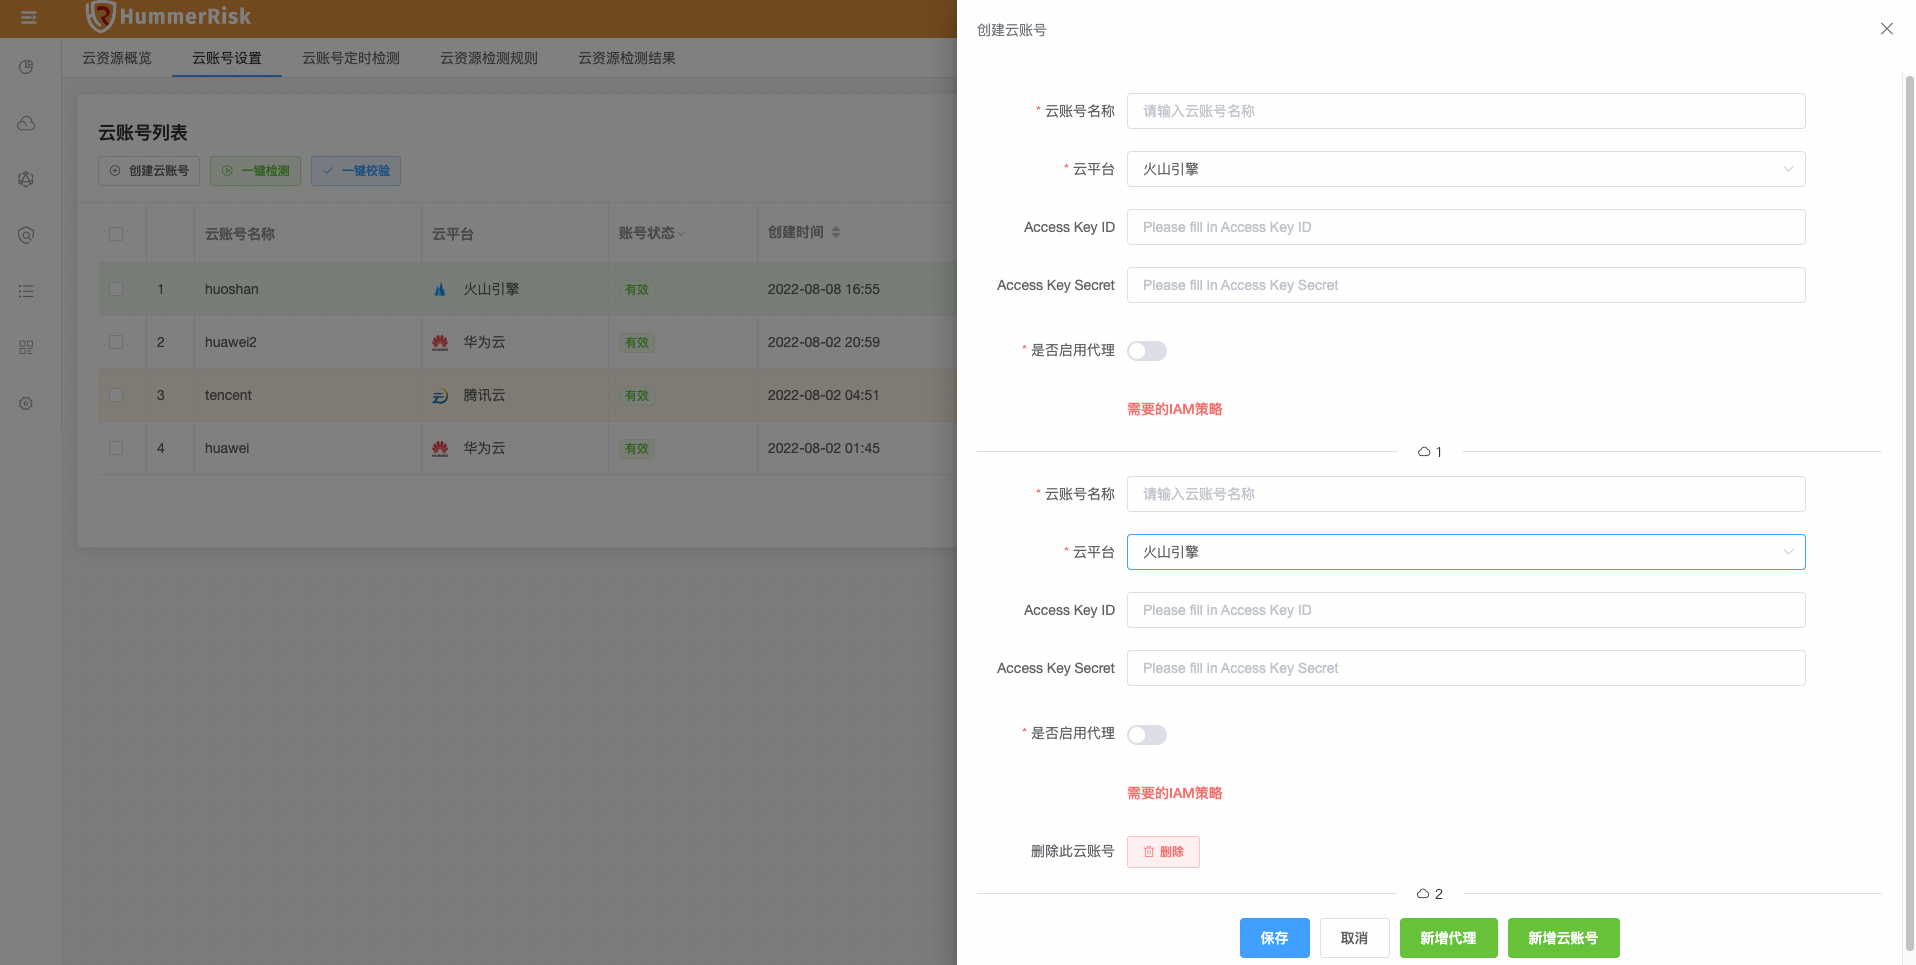 HummerRisk
云资源概览 云账号设置 云账号定时检测 云资源检测规则 云资源检测结果
云账号列表
创建云账号 一键检测 一键校验
云账号名称 云平台 账号状态 创建时间
1 huoshan 火山引擎 有效 2022-08-08 16:55
2 huawei2 华为云 有效 2022-08-02 20:59
3 tencent 腾讯云 有效 2022-08-02 04:51
4 huawei 华为云 有效 2022-08-02 01:45
创建云账号
* 云账号名称 请输入云账号名称
* 云平台 火山引擎
Access Key ID Please fill in Access Key ID
Access Key Secret Please fill in Access Key Secret
* 是否启用代理
需要的IAM策略
1
* 云账号名称 请输入云账号名称
* 云平台 火山引擎
Access Key ID Please fill in Access Key ID
Access Key Secret Please fill in Access Key Secret
* 是否启用代理
需要的IAM策略
删除此云账号 删除
2
保存 取消 新增代理 新增云账号